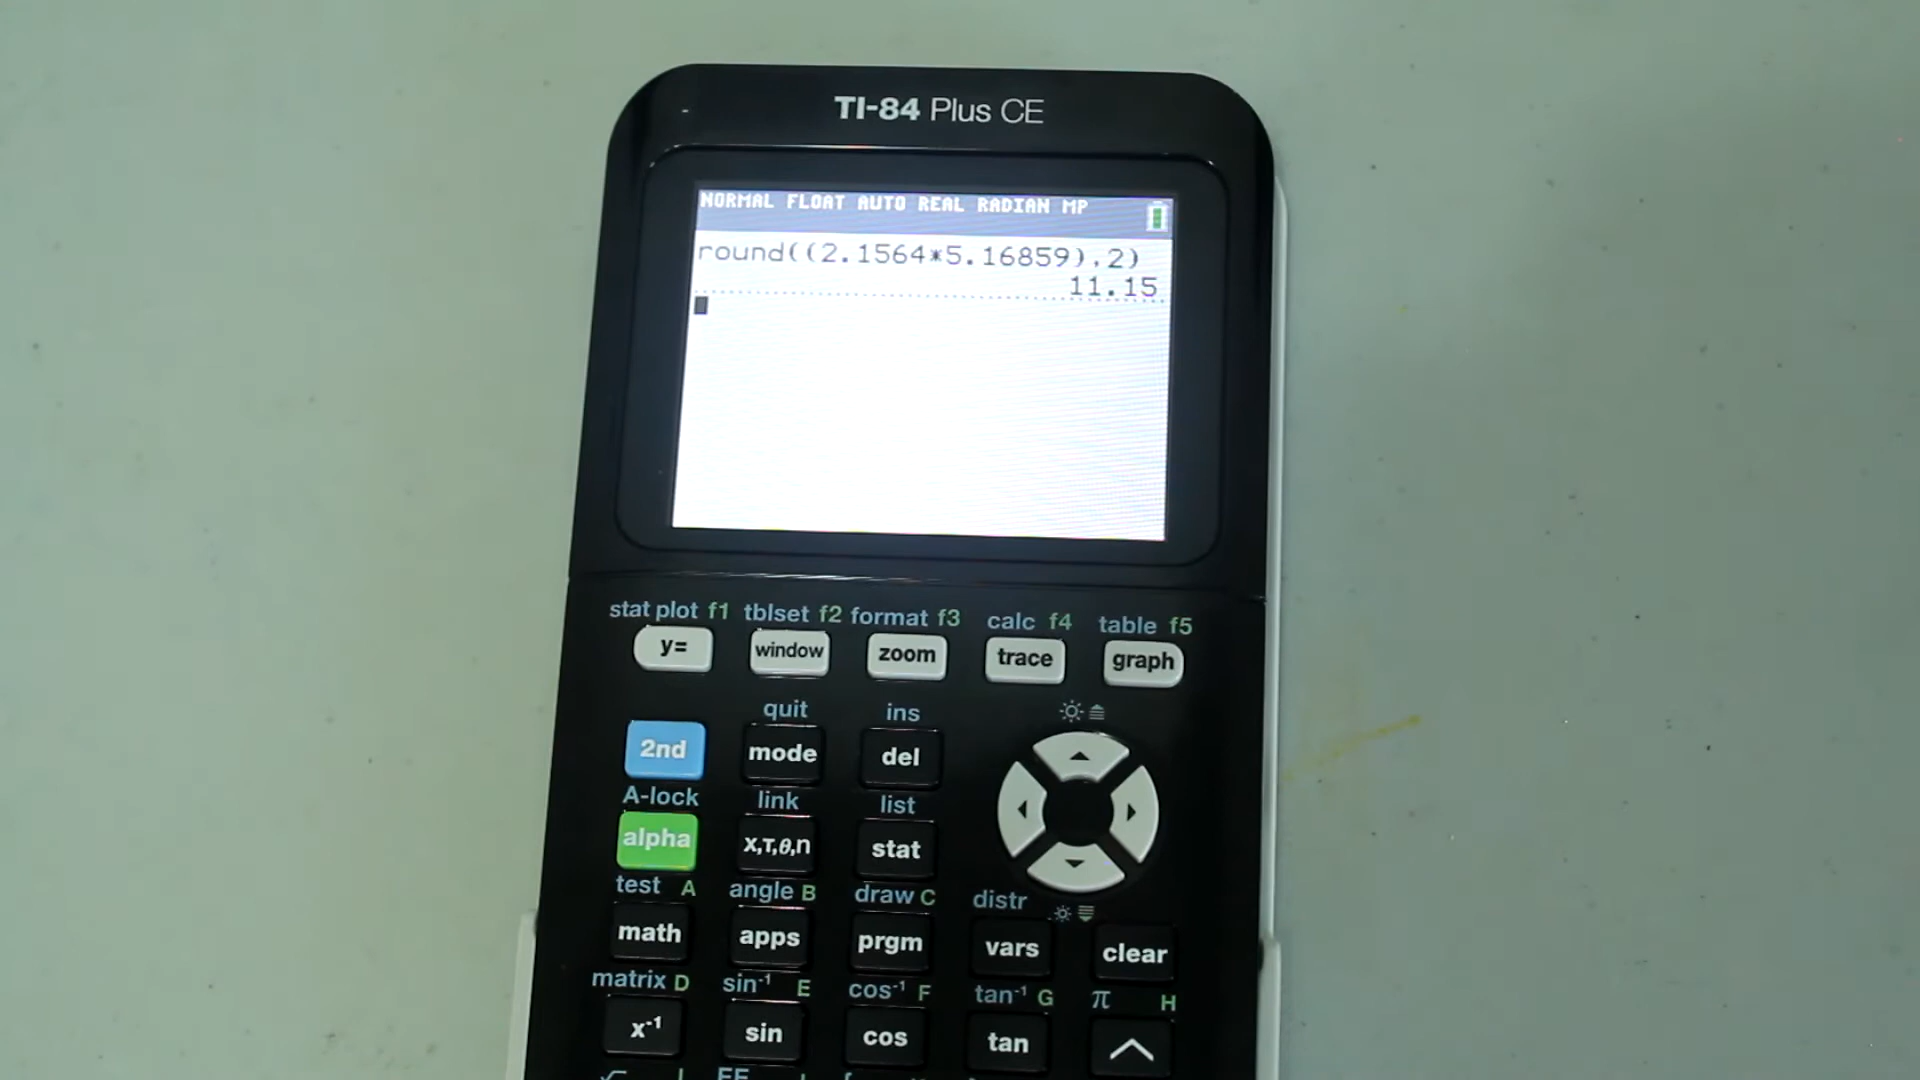 TI-84 Plus CE
NORMAL FLOAT AUTO REAL RADIAN MP
round((2.1564*5.16859),2)
11.15
stat plot f1 tblset f2 format f3 calc f4 table f5
y= window zoom trace graph
quit ins
2nd mode del
A-lock link list
alpha X,T,θ,n stat
test A angle B draw C distr
math apps prgm vars clear
matrix D sin⁻¹ E cos⁻¹ F tan⁻¹ G π H
x⁻¹ sin cos tan ^